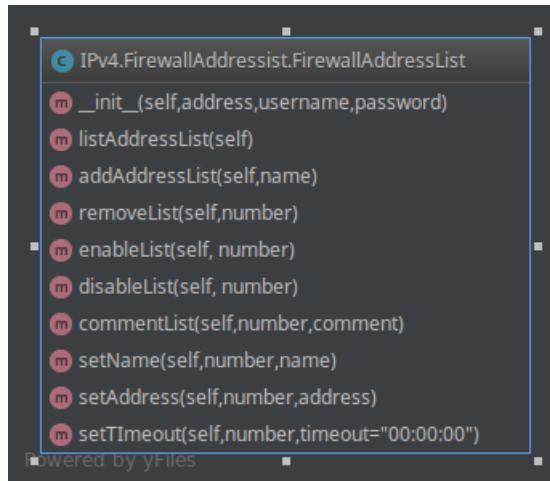 C IPv4.FirewallAddressist.FirewallAddressList
m __init__(self,address,username,password)
m listAddressList(self)
m addAddressList(self,name)
m removeList(self,number)
m enableList(self, number)
m disableList(self, number)
m commentList(self,number,comment)
m setName(self,number,name)
m setAddress(self,number,address)
m setTImeout(self,number,timeout="00:00:00")
Powered by yFiles